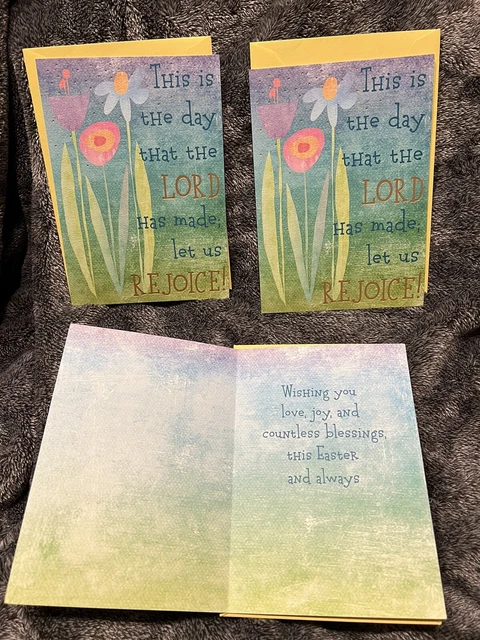 This is
the day
that the
LORD
Has made;
let us
REJOICE!
This is
the day
that the
LORD
Has made;
let us
REJOICE!
Wishing you
love, joy, and
countless blessings,
this Easter
and always